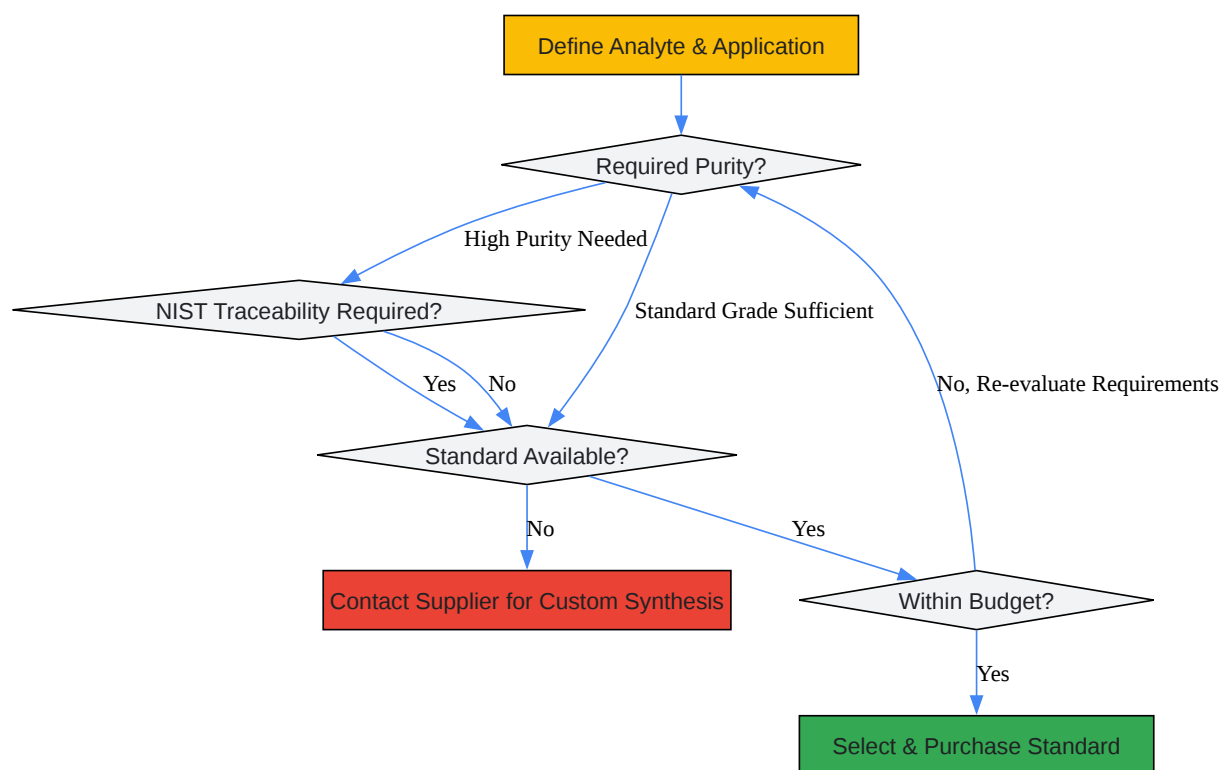 Define Analyte & Application
Required Purity?
High Purity Needed
NIST Traceability Required?
Standard Grade Sufficient
Yes
No
No, Re-evaluate Requirements
Standard Available?
No
Yes
Contact Supplier for Custom Synthesis
Within Budget?
Yes
Select & Purchase Standard